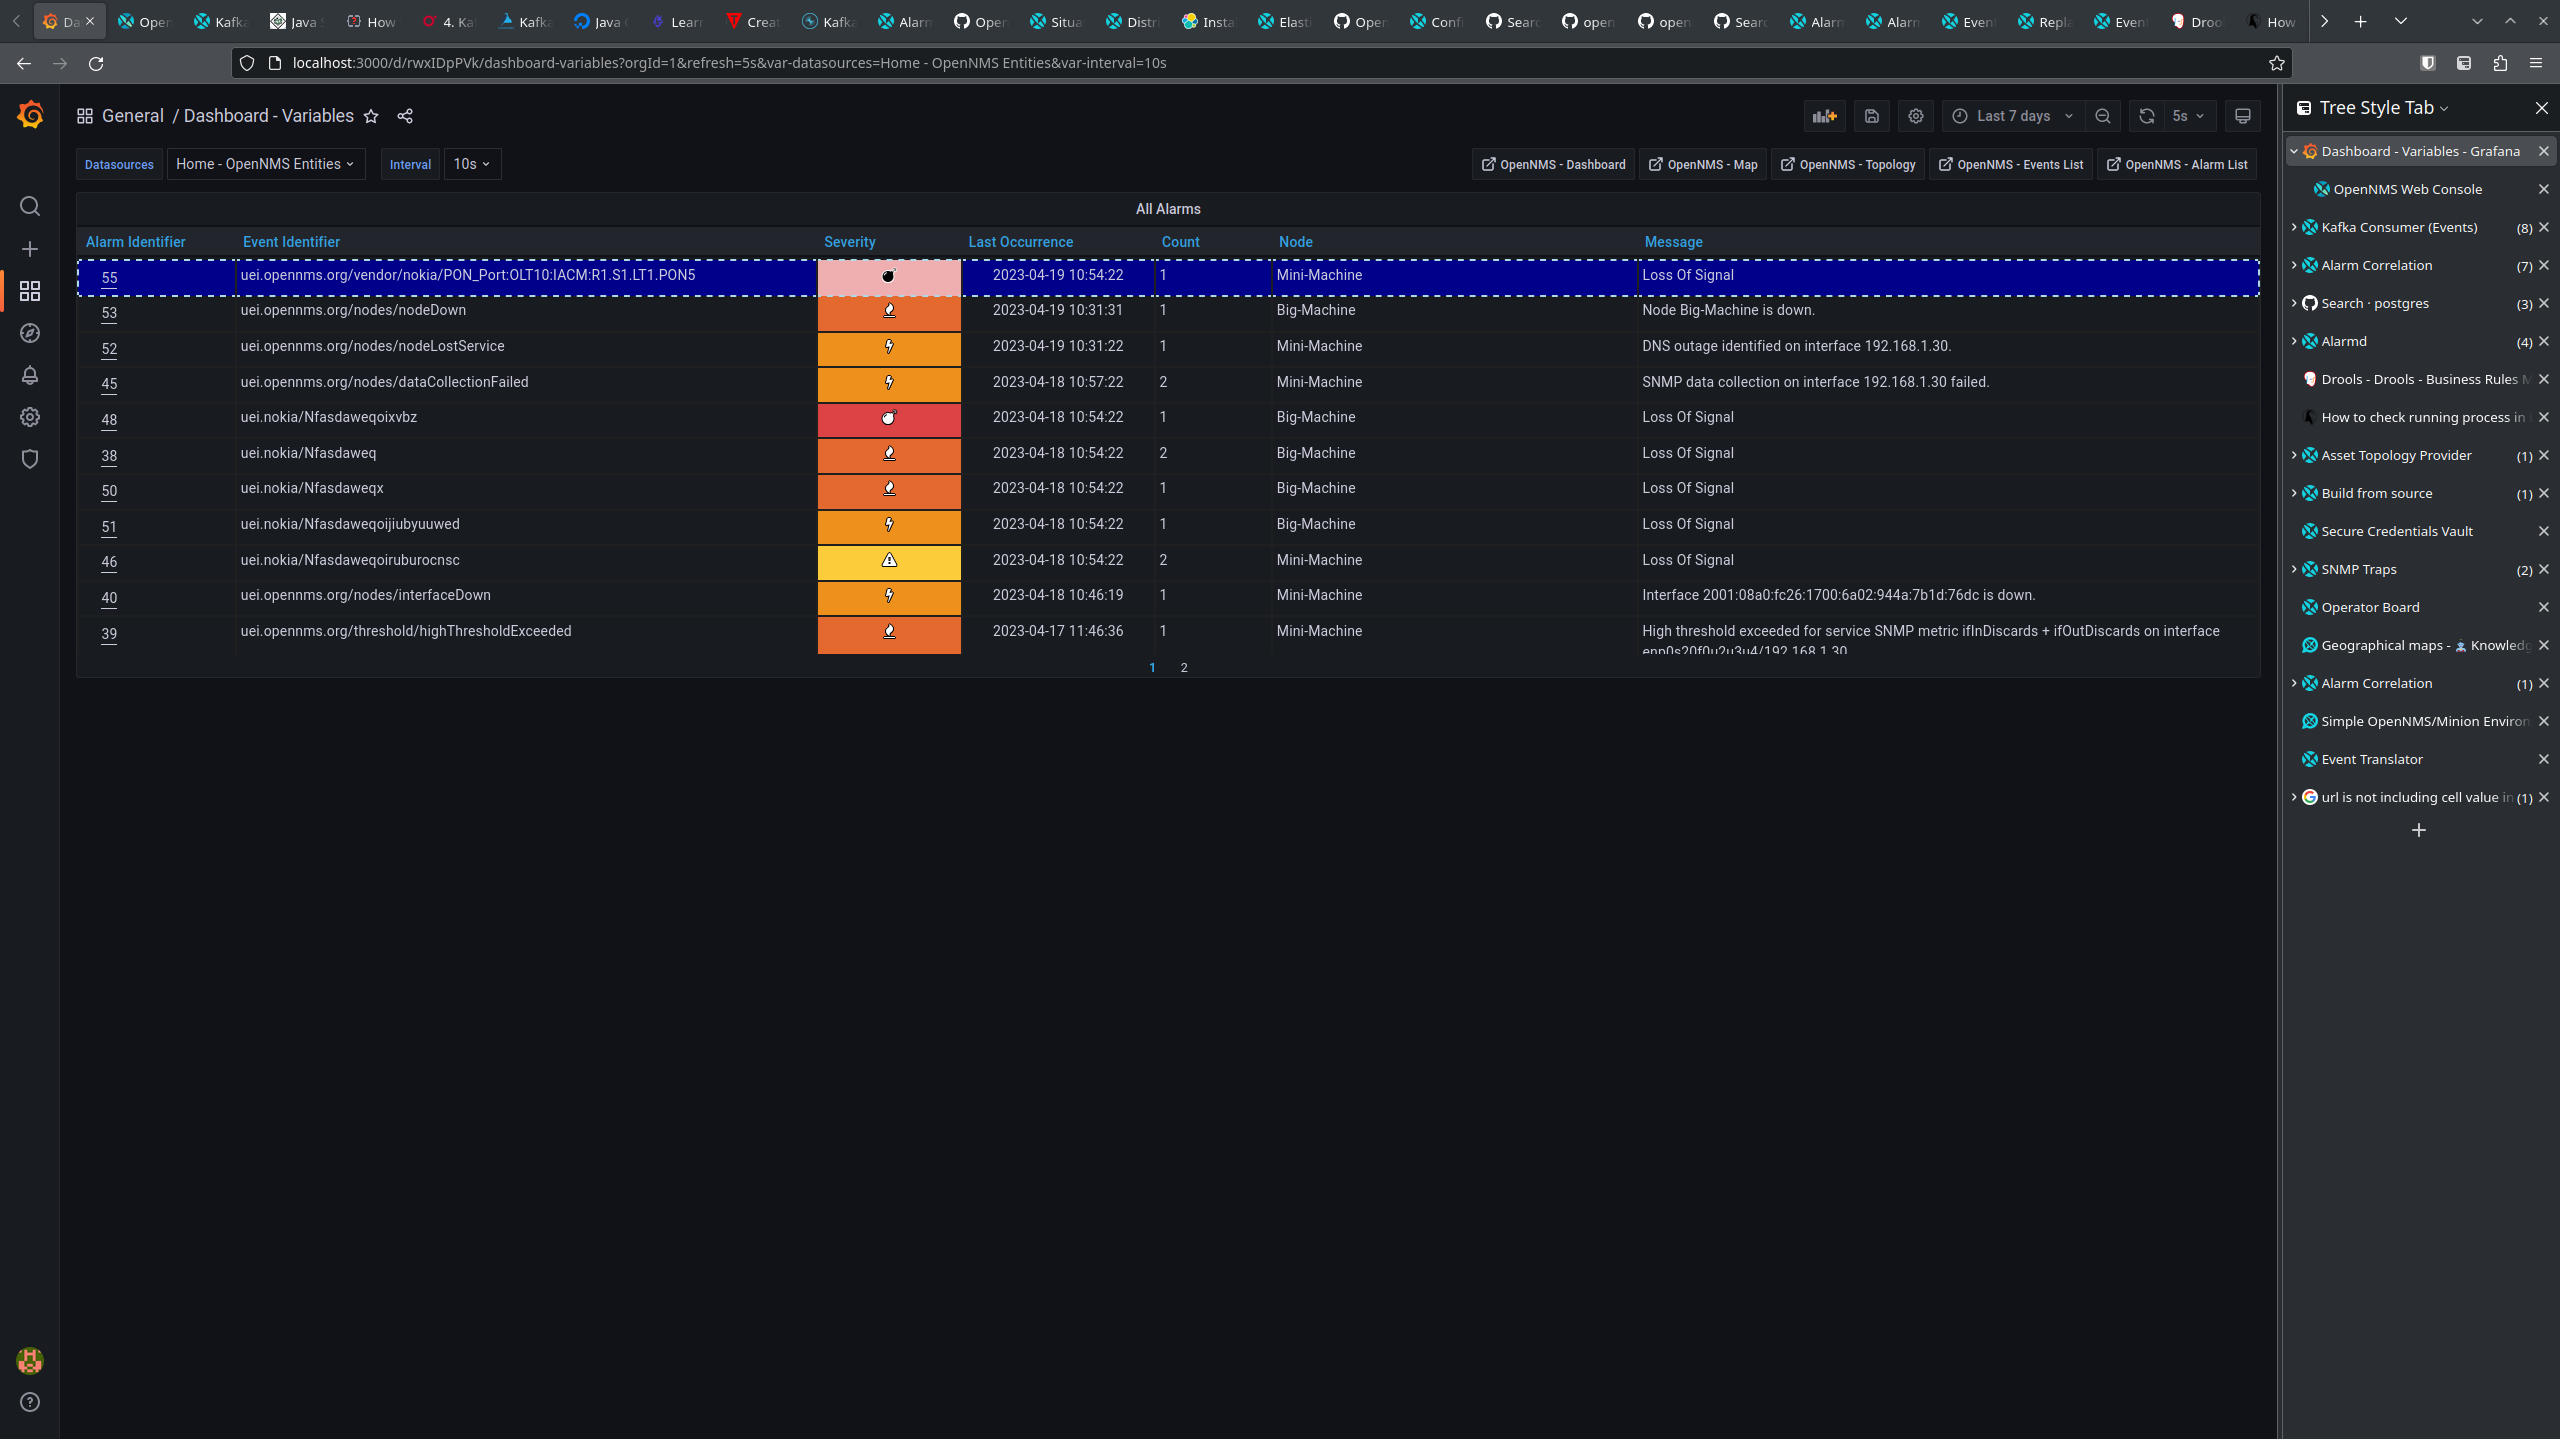 Da Open Kafka Java How 4. Ka Kafka Java Learn Creat Kafka Alarm Open Situa Distri Insta Elasti Open Confi Searc open open Searc Alarm Alarm Event Repla Event Droo How
localhost:3000/d/rwxIDpPVk/dashboard-variables?orgId=1&refresh=5s&var-datasources=Home - OpenNMS Entities&var-interval=10s
General / Dashboard - Variables
Last 7 days
5s
Datasources Home - OpenNMS Entities Interval 10s
OpenNMS - Dashboard OpenNMS - Map OpenNMS - Topology OpenNMS - Events List OpenNMS - Alarm List
All Alarms
Alarm Identifier Event Identifier Severity Last Occurrence Count Node Message
55 uei.opennms.org/vendor/nokia/PON_Port:OLT10:IACM:R1.S1.LT1.PON5 2023-04-19 10:54:22 1 Mini-Machine Loss Of Signal
53 uei.opennms.org/nodes/nodeDown 2023-04-19 10:31:31 1 Big-Machine Node Big-Machine is down.
52 uei.opennms.org/nodes/nodeLostService 2023-04-19 10:31:22 1 Mini-Machine DNS outage identified on interface 192.168.1.30.
45 uei.opennms.org/nodes/dataCollectionFailed 2023-04-18 10:57:22 2 Mini-Machine SNMP data collection on interface 192.168.1.30 failed.
48 uei.nokia/Nfasdaweqoixvbz 2023-04-18 10:54:22 1 Big-Machine Loss Of Signal
38 uei.nokia/Nfasdaweq 2023-04-18 10:54:22 2 Big-Machine Loss Of Signal
50 uei.nokia/Nfasdaweqx 2023-04-18 10:54:22 1 Big-Machine Loss Of Signal
51 uei.nokia/Nfasdaweqoijiubyuuwed 2023-04-18 10:54:22 1 Big-Machine Loss Of Signal
46 uei.nokia/Nfasdaweqoiruburocnsc 2023-04-18 10:54:22 2 Mini-Machine Loss Of Signal
40 uei.opennms.org/nodes/interfaceDown 2023-04-18 10:46:19 1 Mini-Machine Interface 2001:08a0:fc26:1700:6a02:944a:7b1d:76dc is down.
39 uei.opennms.org/threshold/highThresholdExceeded 2023-04-17 11:46:36 1 Mini-Machine High threshold exceeded for service SNMP metric ifInDiscards + ifOutDiscards on interface
enp0s20f0u2u3u4/192.168.1.30
1 2
Tree Style Tab
Dashboard - Variables - Grafana
OpenNMS Web Console
Kafka Consumer (Events) (8)
Alarm Correlation (7)
Search · postgres (3)
Alarmd (4)
Drools - Drools - Business Rules M
How to check running process in
Asset Topology Provider (1)
Build from source (1)
Secure Credentials Vault
SNMP Traps (2)
Operator Board
Geographical maps - Knowledg
Alarm Correlation (1)
Simple OpenNMS/Minion Environ
Event Translator
url is not including cell value in (1)